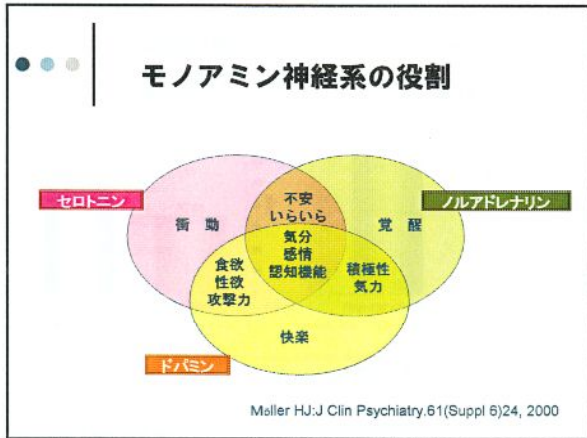 モノアミン神経系の役割
セロトニン
ノルアドレナリン
不安
いらいら
衝 動
覚 醒
気分
感情
認知機能
食欲
性欲
攻撃力
積極性
気力
快楽
ドパミン
Möller HJ:J Clin Psychiatry.61(Suppl 6)24, 2000